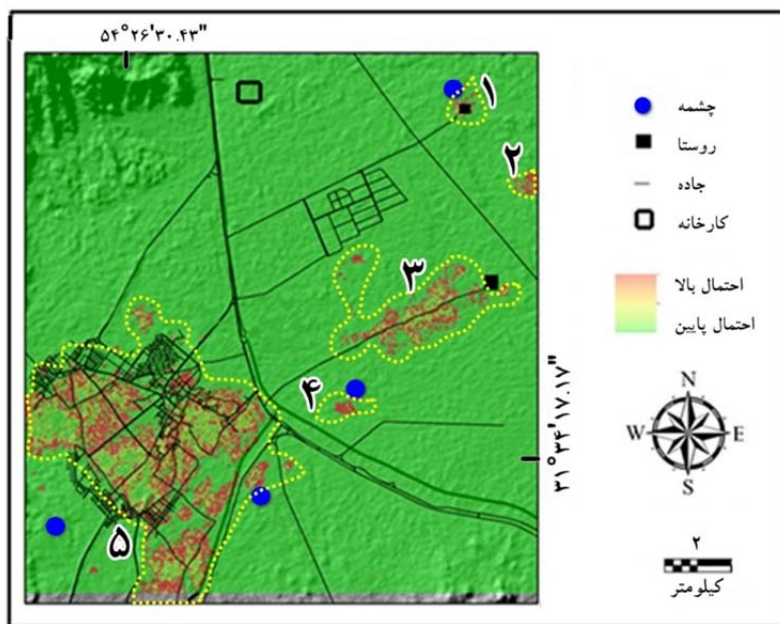 ۵۴°۲۶'۳۰.۴۳"
۱
۲
۳
۴
۵
۳۱°۳۴'۱۷.۱۷"
چشمه
روستا
جاده
کارخانه
احتمال بالا
احتمال پایین
N
W E
S
۲
کیلومتر